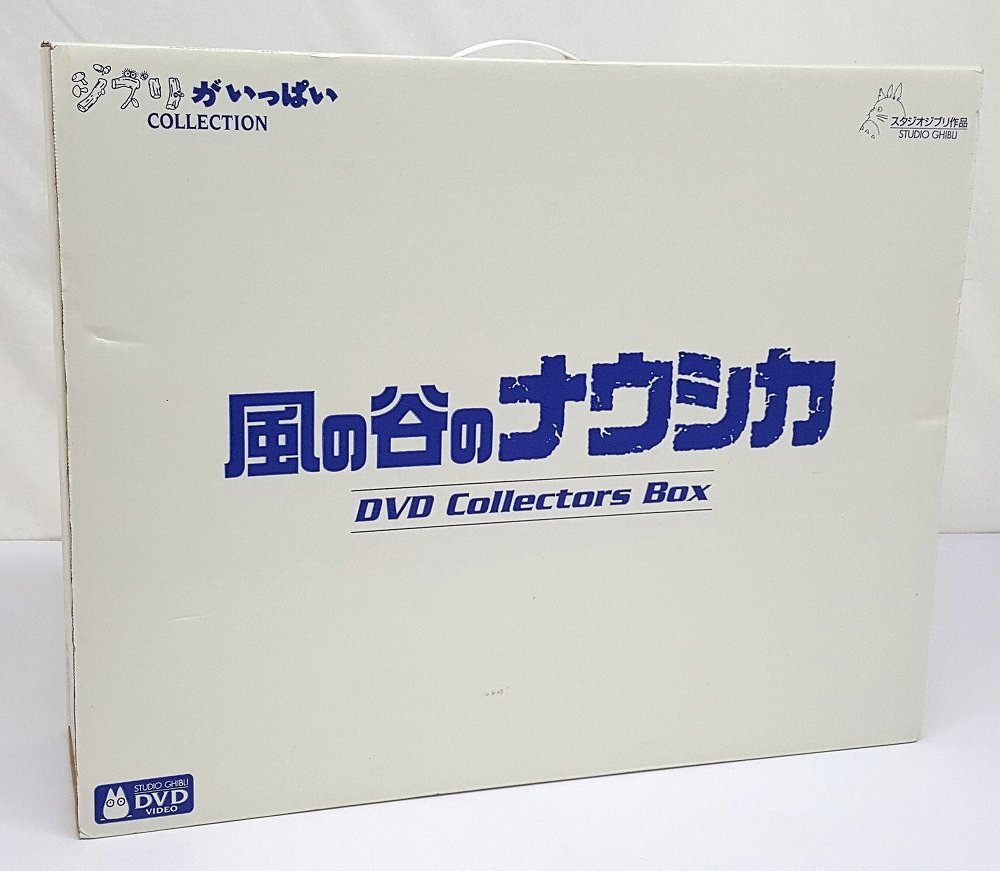 ジブリがいっぱい
COLLECTION
スタジオジブリ作品
STUDIO GHIBLI
風の谷のナウシカ
DVD Collectors Box
STUDIO GHIBLI
DVD
VIDEO